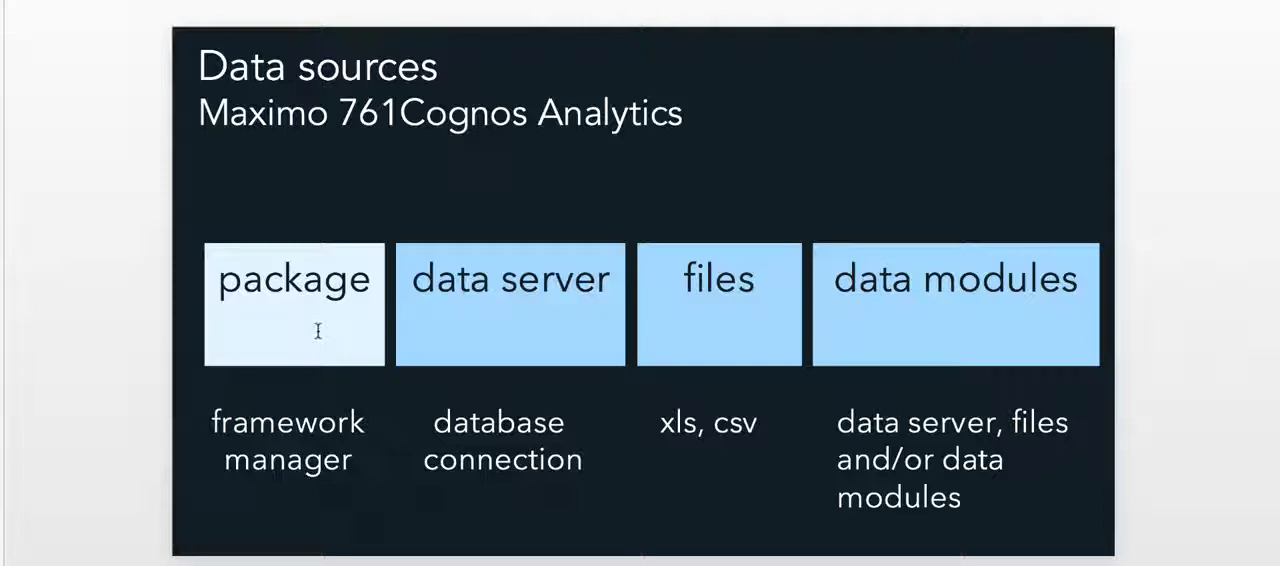 Data sources
Maximo 761Cognos Analytics
package
data server
files
data modules
framework
manager
database
connection
xls, csv
data server, files
and/or data
modules